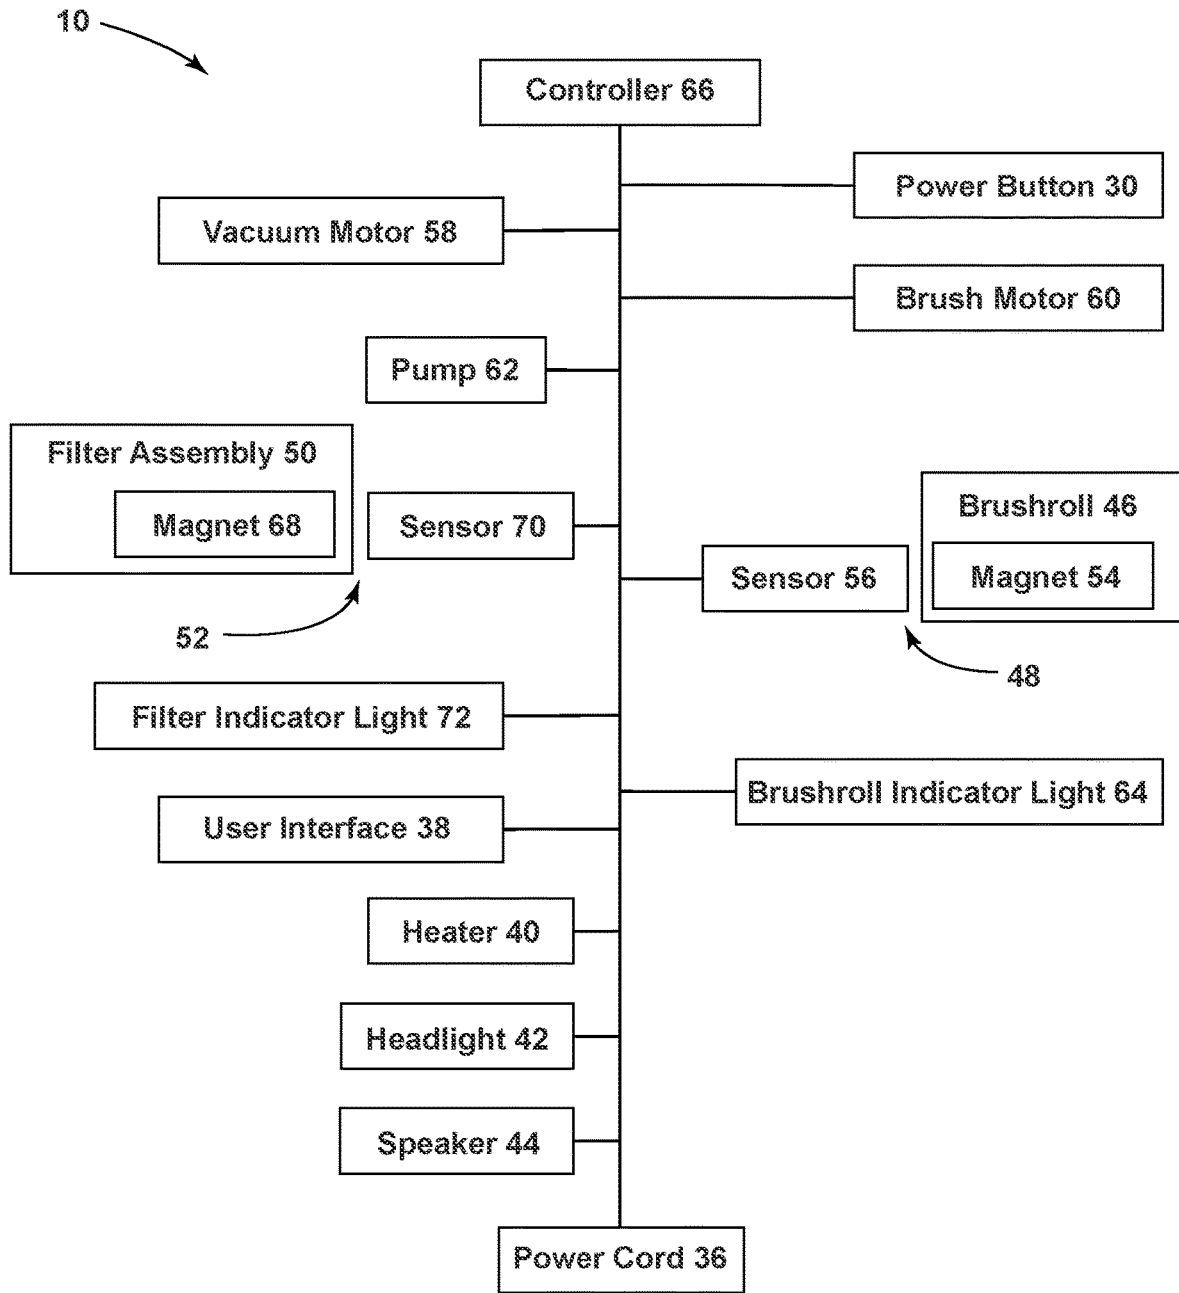 10
Controller 66
Power Button 30
Vacuum Motor 58
Brush Motor 60
Pump 62
Filter Assembly 50
Magnet 68
Sensor 70
Brushroll 46
Sensor 56
Magnet 54
52
48
Filter Indicator Light 72
Brushroll Indicator Light 64
User Interface 38
Heater 40
Headlight 42
Speaker 44
Power Cord 36